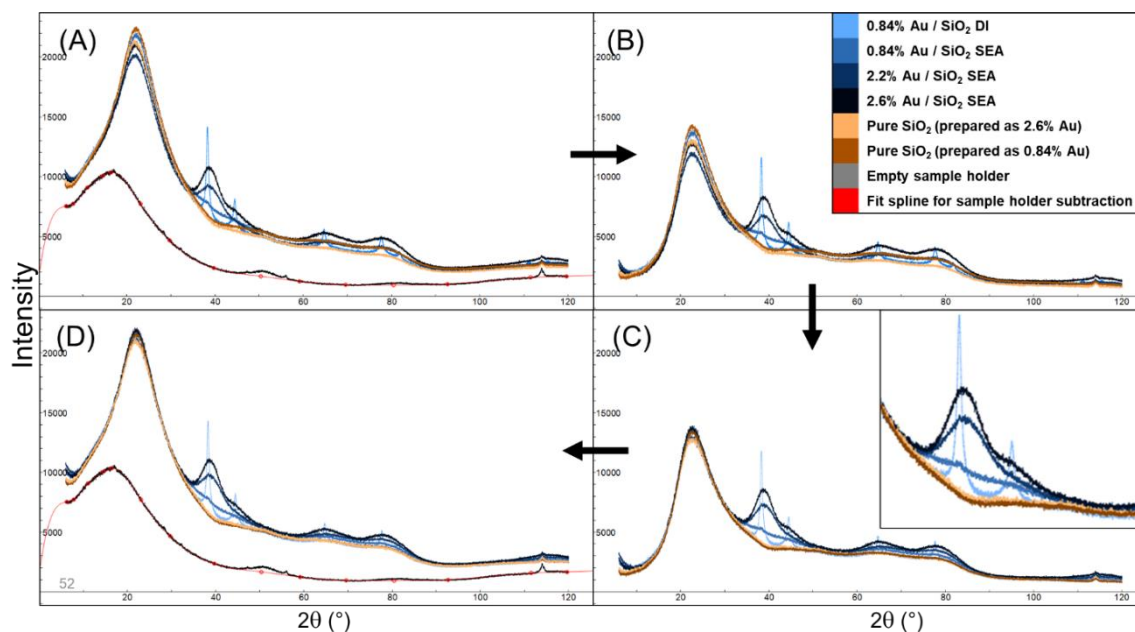 (A)
20000
15000
10000
5000
20 40 60 80 100 120
(B)
20000
15000
10000
5000
20 40 60 80 100 120
0.84% Au / SiO₂ DI
0.84% Au / SiO₂ SEA
2.2% Au / SiO₂ SEA
2.6% Au / SiO₂ SEA
Pure SiO₂ (prepared as 2.6% Au)
Pure SiO₂ (prepared as 0.84% Au)
Empty sample holder
Fit spline for sample holder subtraction
Intensity
(D)
20000
15000
10000
5000
52
20 40 60 80 100 120
2θ (°)
(C)
20000
15000
10000
5000
20 40 60 80 100 120
2θ (°)